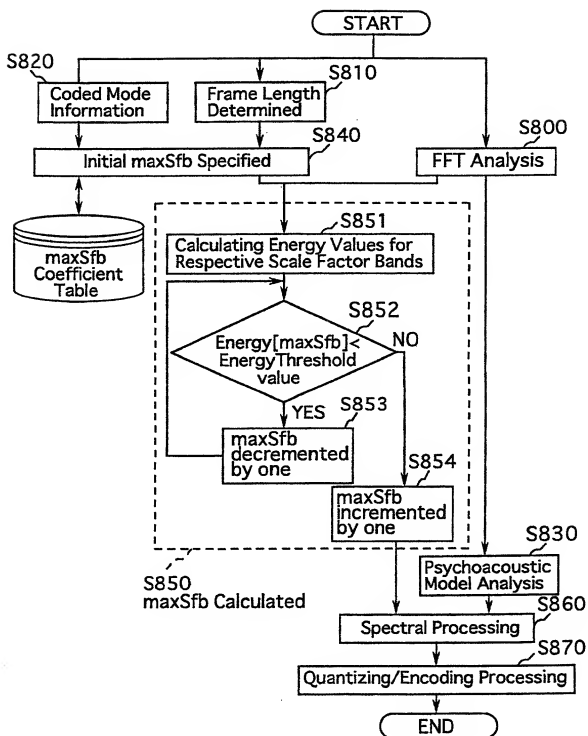 START
S820
Coded Mode
Information
S810
Frame Length
Determined
S840
Initial maxSfb Specified
S800
FFT Analysis
maxSfb
Coefficient
Table
S851
Calculating Energy Values for
Respective Scale Factor Bands
S852
Energy[maxSfb]<
EnergyThreshold
value
NO
YES
S853
maxSfb
decremented
by one
S854
maxSfb
incremented
by one
S850
maxSfb Calculated
S830
Psychoacoustic
Model Analysis
S860
Spectral Processing
S870
Quantizing/Encoding Processing
END